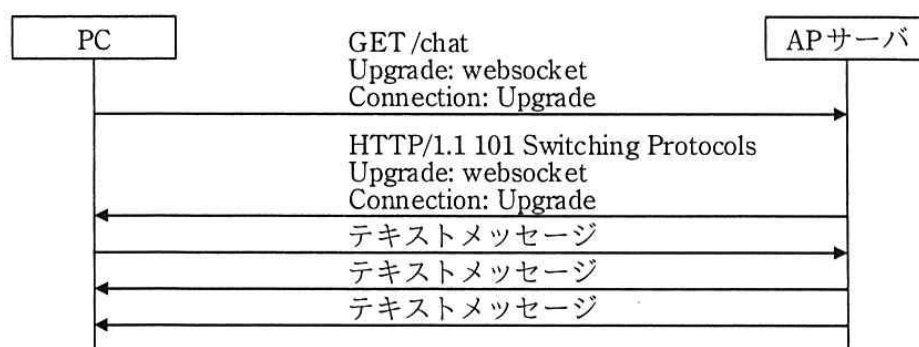 PC
APサーバ
GET /chat
Upgrade: websocket
Connection: Upgrade
HTTP/1.1 101 Switching Protocols
Upgrade: websocket
Connection: Upgrade
テキストメッセージ
テキストメッセージ
テキストメッセージ